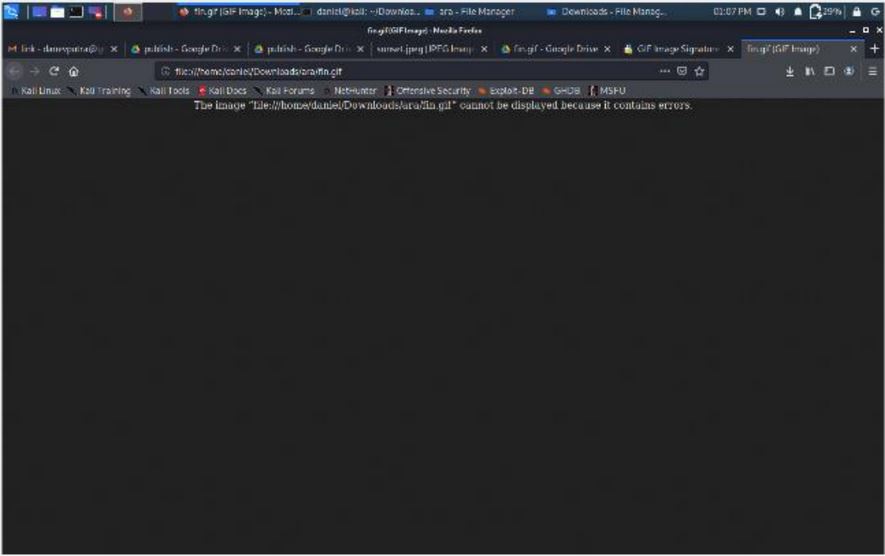 fin.gif (GIF Image) - Mozi... daniel@kali: ~/Downloa... ara - File Manager Downloads - File Manag... 01:07 PM 29%
fin.gif (GIF Image) - Mozilla Firefox
publish - Google Dri publish - Google Dri sunset.jpeg (JPEG Image fin.gif - Google Drive GIF Image Signature fin.gif (GIF Image)
file:///home/daniel/Downloads/ara/fin.gif
Kali Linux Kali Training Kali Tools Kali Docs Kali Forums NetHunter Offensive Security Exploit-DB GHDB MSFU
The image "file:///home/daniel/Downloads/ara/fin.gif" cannot be displayed because it contains errors.